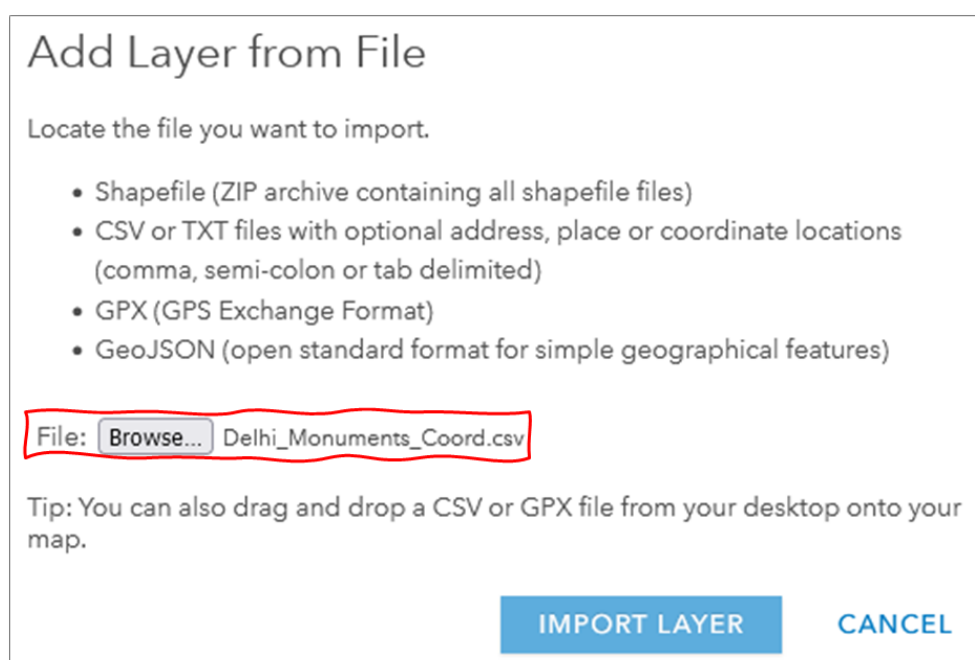 Add Layer from File
Locate the file you want to import.
• Shapefile (ZIP archive containing all shapefile files)
• CSV or TXT files with optional address, place or coordinate locations
(comma, semi-colon or tab delimited)
• GPX (GPS Exchange Format)
• GeoJSON (open standard format for simple geographical features)
File: Browse... Delhi_Monuments_Coord.csv
Tip: You can also drag and drop a CSV or GPX file from your desktop onto your
map.
IMPORT LAYER CANCEL